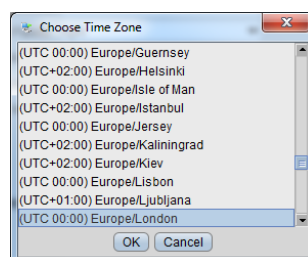 Choose Time Zone
(UTC 00:00) Europe/Guernsey
(UTC+02:00) Europe/Helsinki
(UTC 00:00) Europe/Isle of Man
(UTC+02:00) Europe/Istanbul
(UTC 00:00) Europe/Jersey
(UTC+02:00) Europe/Kaliningrad
(UTC+02:00) Europe/Kiev
(UTC 00:00) Europe/Lisbon
(UTC+01:00) Europe/Ljubljana
(UTC 00:00) Europe/London
OK Cancel